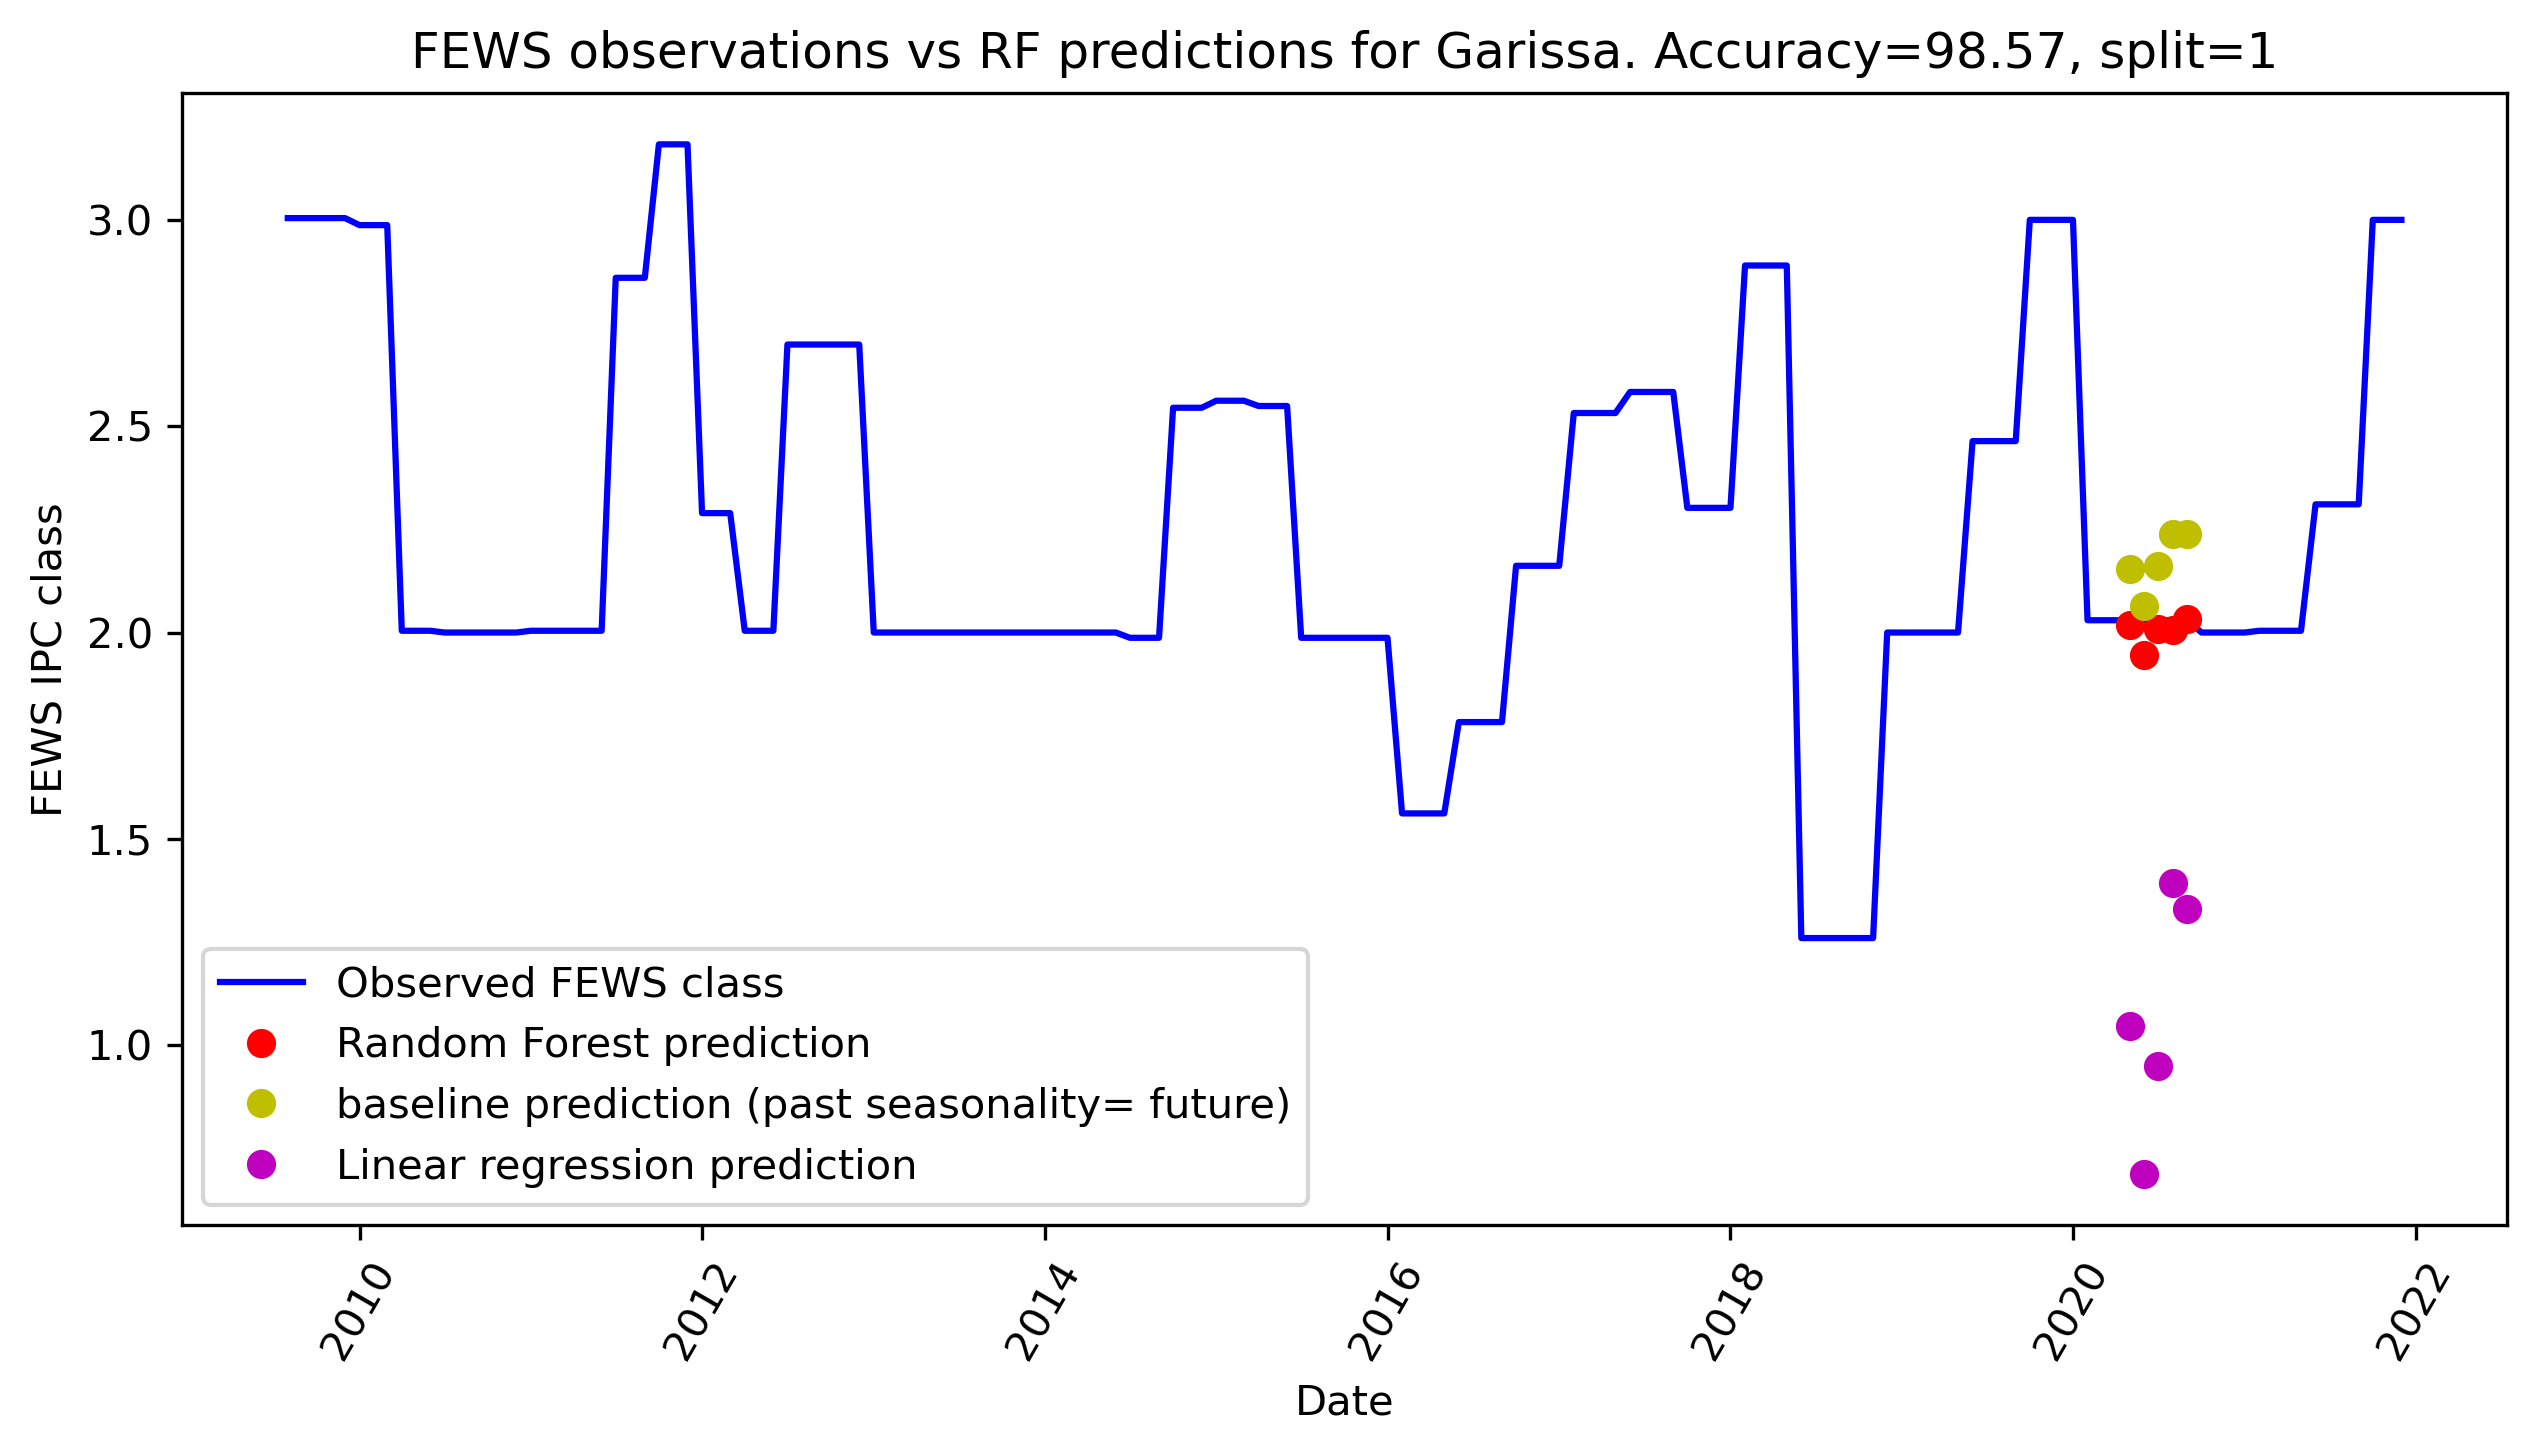 FEWS observations vs RF predictions for Garissa. Accuracy=98.57, split=1
FEWS IPC class
3.0
2.5
2.0
1.5
1.0
Observed FEWS class
Random Forest prediction
baseline prediction (past seasonality= future)
Linear regression prediction
2010
2012
2014
2016
2018
2020
2022
Date